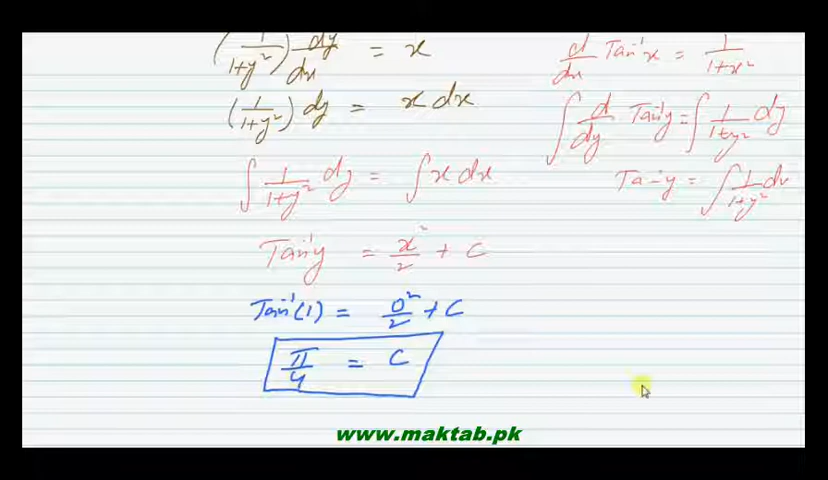 (1/1+y²) dy/dx = x
(1/1+y²) dy = x dx
∫ 1/1+y² dy = ∫ x dx
Tan⁻¹y = x²/2 + C
Tan⁻¹(1) = 0²/2 + C
π/4 = C
d/dx Tan⁻¹x = 1/1+x²
∫ d/dy Tan⁻¹y = ∫ 1/1+y² dy
Tan⁻¹y = ∫ 1/1+y² dy
www.maktab.pk